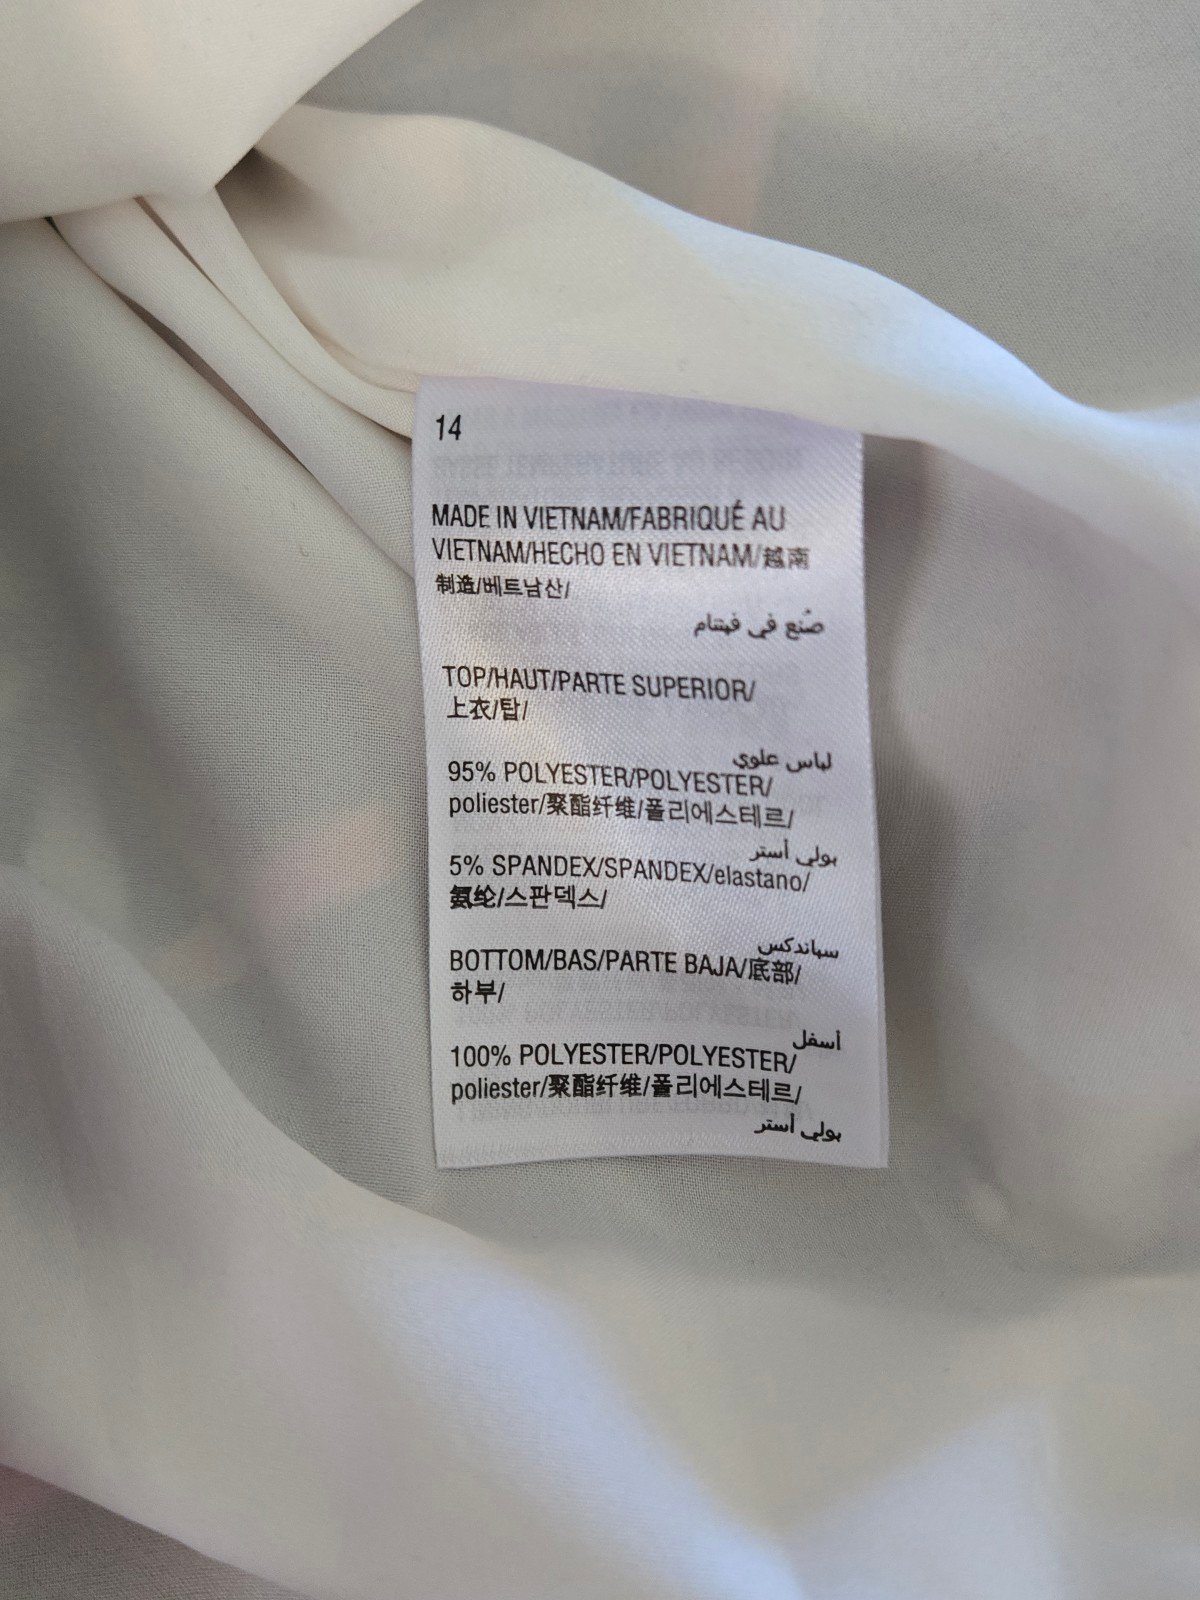 14
MADE IN VIETNAM/FABRIQUÉ AU
VIETNAM/HECHO EN VIETNAM/越南
制造/베트남산/
صُنع في فيتنام
TOP/HAUT/PARTE SUPERIOR/
上衣/탑/
لباس علوي
95% POLYESTER/POLYESTER/
poliester/聚酯纤维/폴리에스테르/
بولي أستر
5% SPANDEX/SPANDEX/elastano/
氨纶/스판덱스/
سباندكس
BOTTOM/BAS/PARTE BAJA/底部/
하부/
أسفل
100% POLYESTER/POLYESTER/
poliester/聚酯纤维/폴리에스테르/
بولي أستر